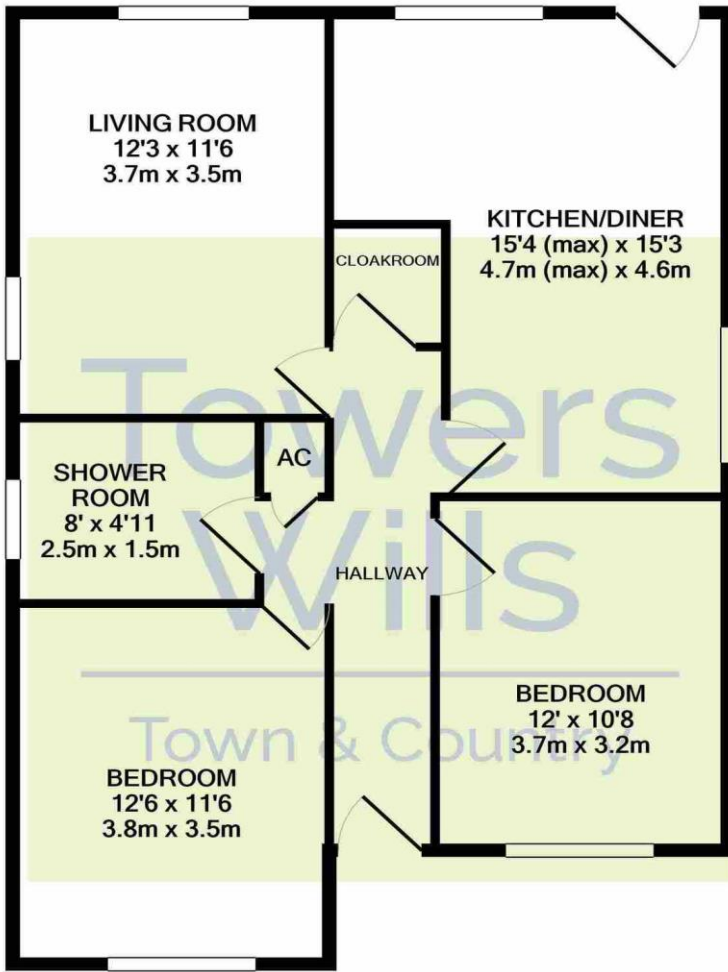 LIVING ROOM
12'3 x 11'6
3.7m x 3.5m
KITCHEN/DINER
15'4 (max) x 15'3
4.7m (max) x 4.6m
CLOAKROOM
Towers
Wills
Town & Country
AC
SHOWER
ROOM
8' x 4'11
2.5m x 1.5m
HALLWAY
BEDROOM
12' x 10'8
3.7m x 3.2m
BEDROOM
12'6 x 11'6
3.8m x 3.5m